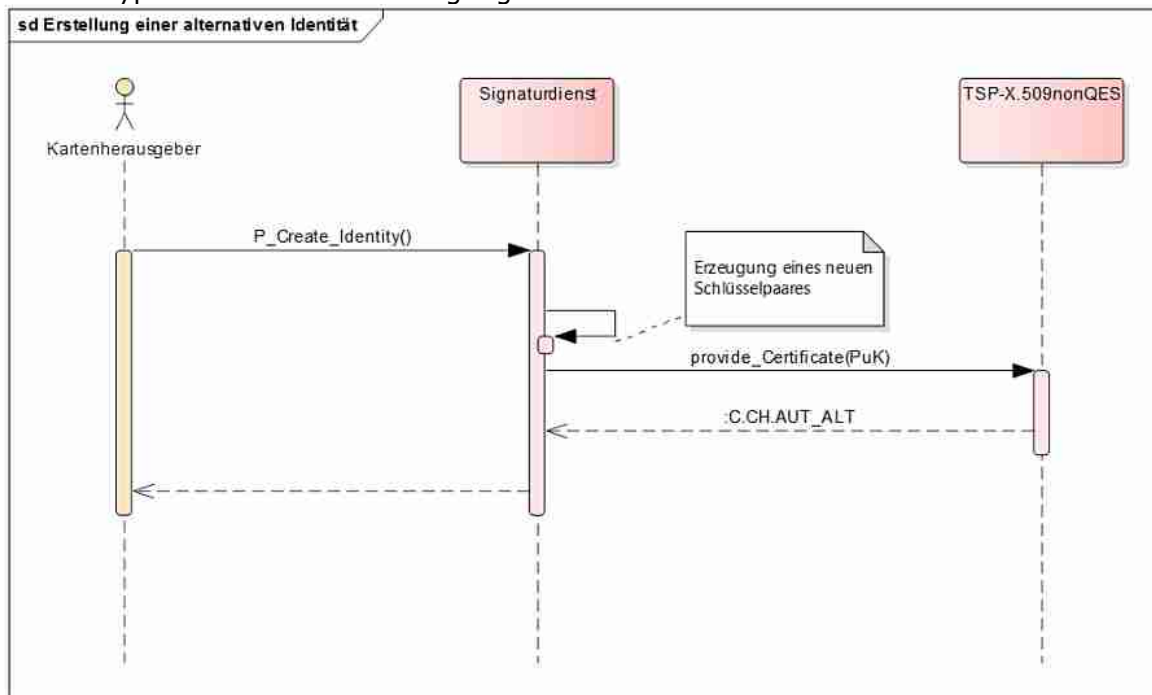 sd Erstellung einer alternativen Identität
Signaturdienst
TSP-X.509nonQES
Kartenherausgeber
P_Create_Identity()
Erzeugung eines neuen
Schlüsselpaares
provide_Certificate(PuK)
:C.CH.AUT_ALT